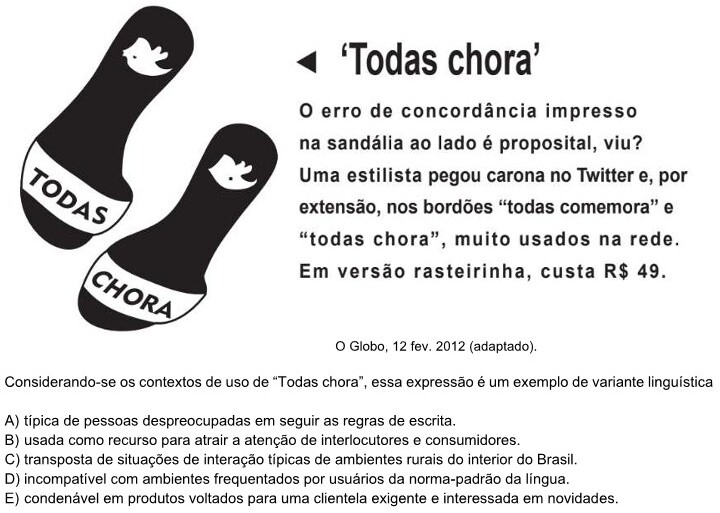 TODAS
CHORA
‘Todas chora’
O erro de concordância impresso
na sandália ao lado é proposital, viu?
Uma estilista pegou carona no Twitter e, por
extensão, nos bordões “todas comemora” e
“todas chora”, muito usados na rede.
Em versão rasteirinha, custa R$ 49.
O Globo, 12 fev. 2012 (adaptado).
Considerando-se os contextos de uso de “Todas chora”, essa expressão é um exemplo de variante linguística
A) típica de pessoas despreocupadas em seguir as regras de escrita.
B) usada como recurso para atrair a atenção de interlocutores e consumidores.
C) transposta de situações de interação típicas de ambientes rurais do interior do Brasil.
D) incompatível com ambientes frequentados por usuários da norma-padrão da língua.
E) condenável em produtos voltados para uma clientela exigente e interessada em novidades.